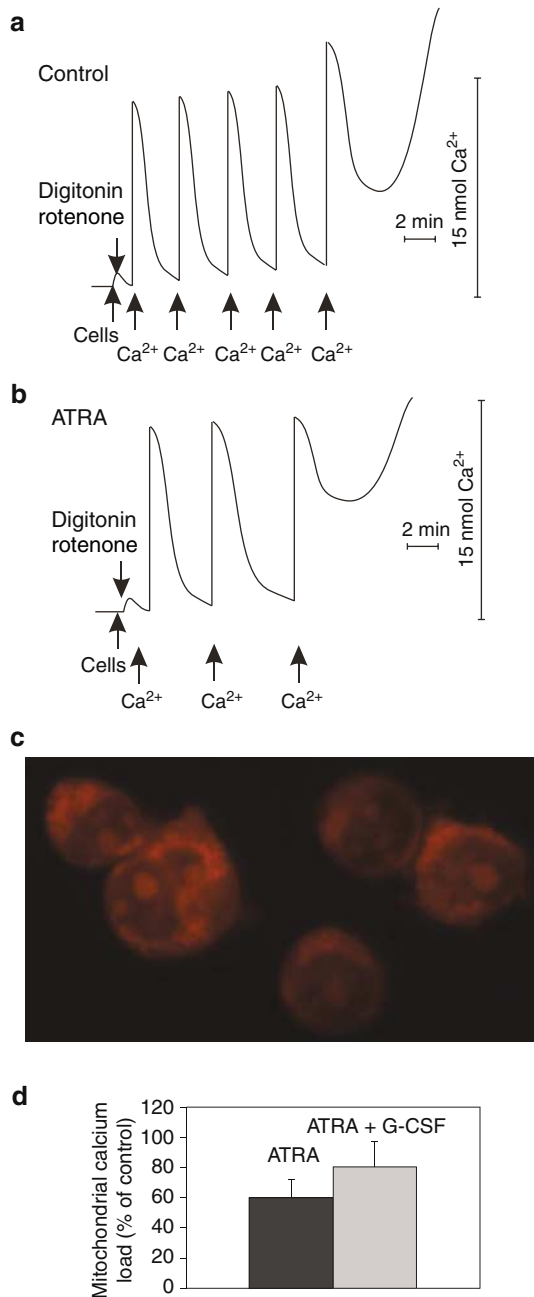 a
Control
Digitonin
rotenone
Cells
Ca²⁺ Ca²⁺ Ca²⁺ Ca²⁺ Ca²⁺
2 min
15 nmol Ca²⁺
b
ATRA
Digitonin
rotenone
Cells
Ca²⁺ Ca²⁺ Ca²⁺
2 min
15 nmol Ca²⁺
c
d
Mitochondrial calcium
load (% of control)
120
100
80
60
40
20
0
ATRA
ATRA + G-CSF